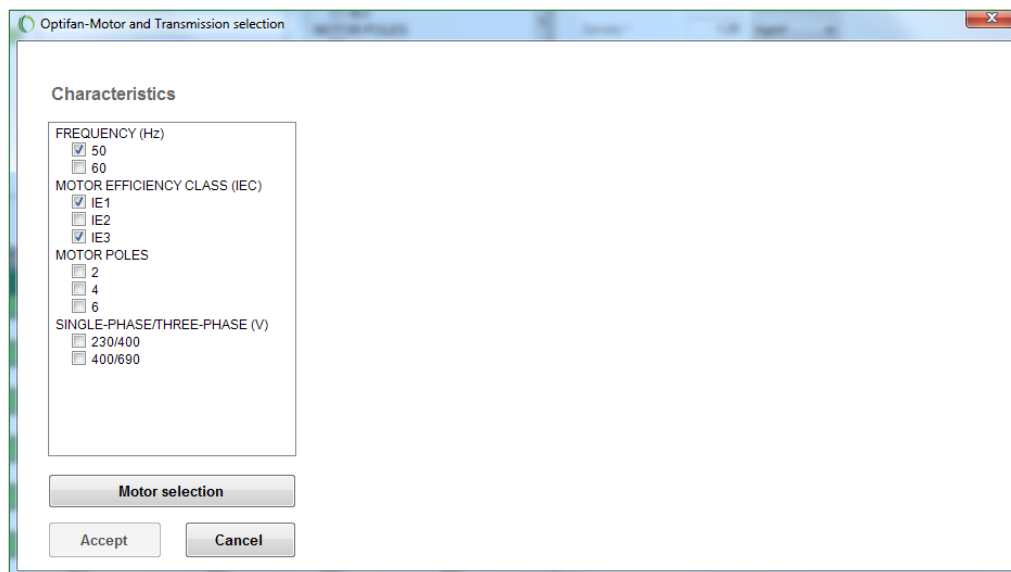 Optifan-Motor and Transmission selection
Characteristics
FREQUENCY (Hz)
50
60
MOTOR EFFICIENCY CLASS (IEC)
IE1
IE2
IE3
MOTOR POLES
2
4
6
SINGLE-PHASE/THREE-PHASE (V)
230/400
400/690
Motor selection
Accept
Cancel